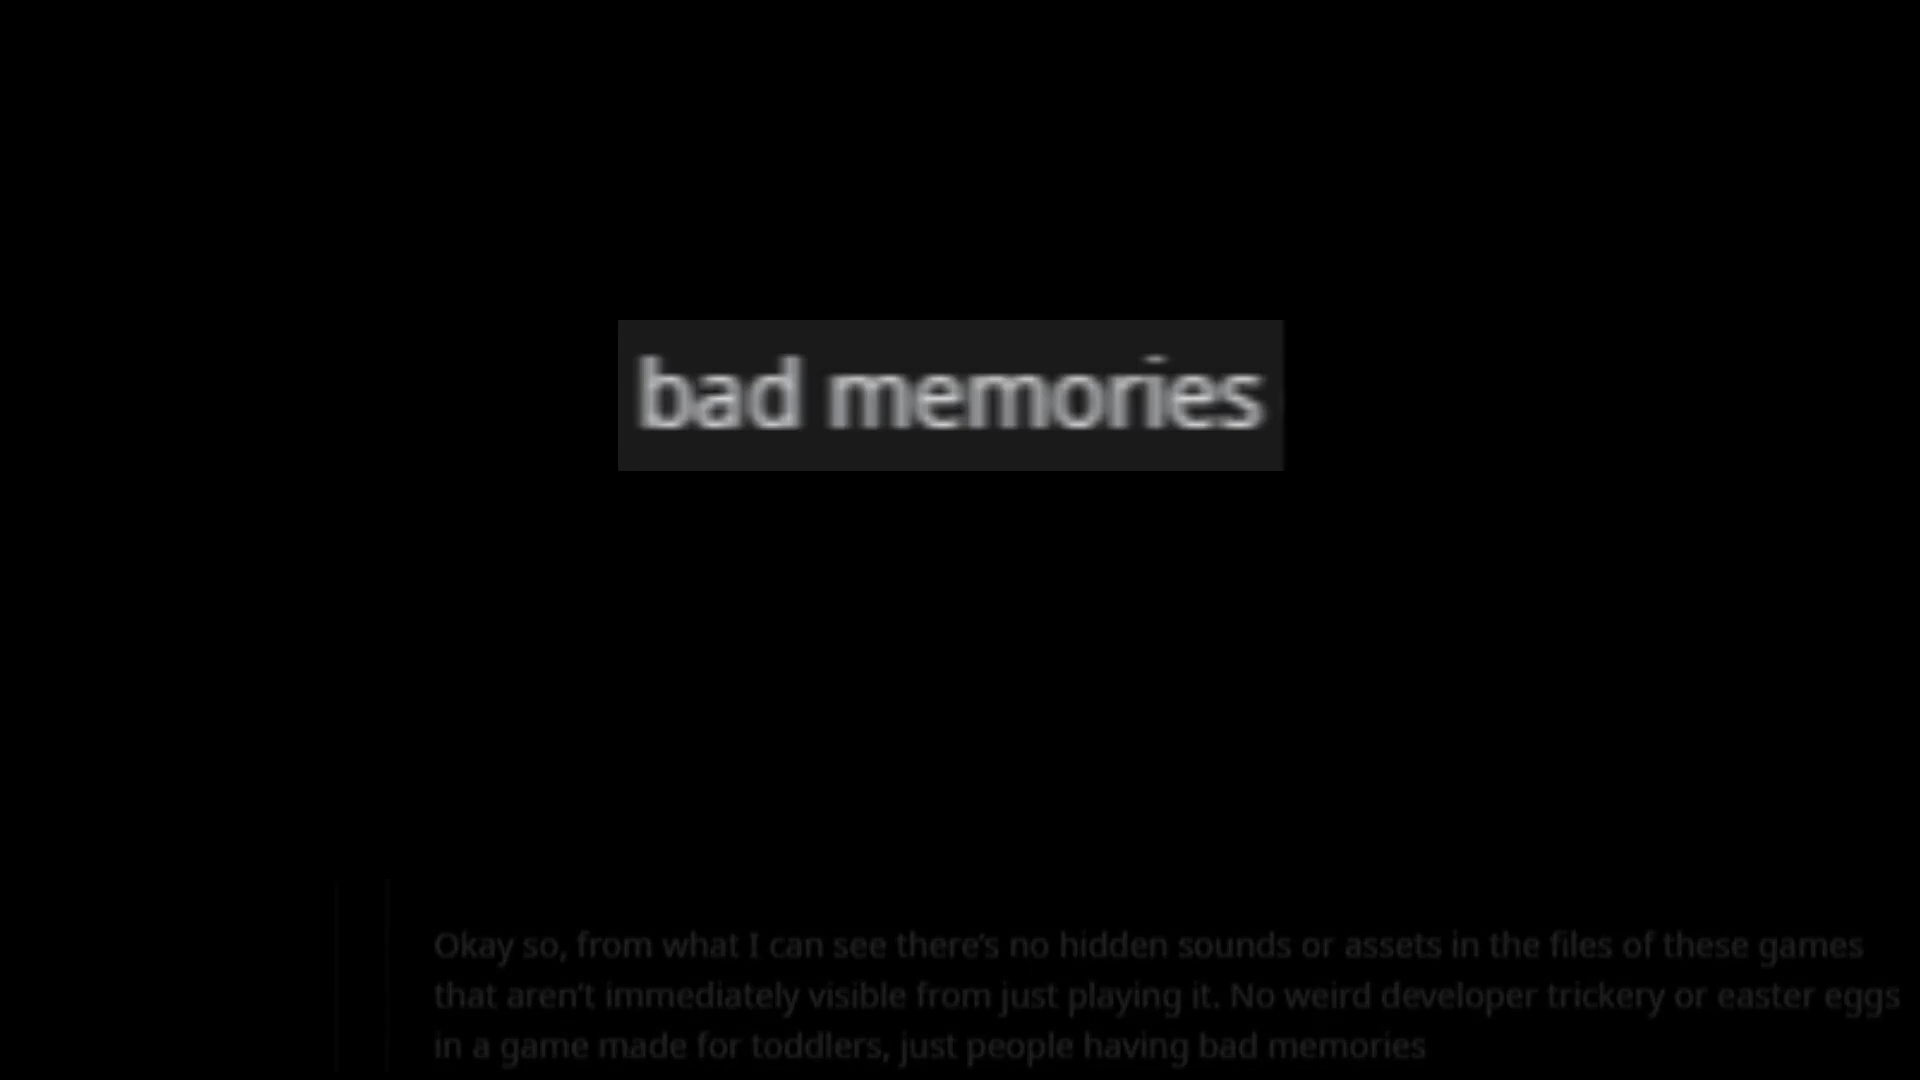 bad memories
Okay so, from what I can see there’s no hidden sounds or assets in the files of these games
that aren’t immediately visible from just playing it. No weird developer trickery or easter eggs
in a game made for toddlers, just people having bad memories